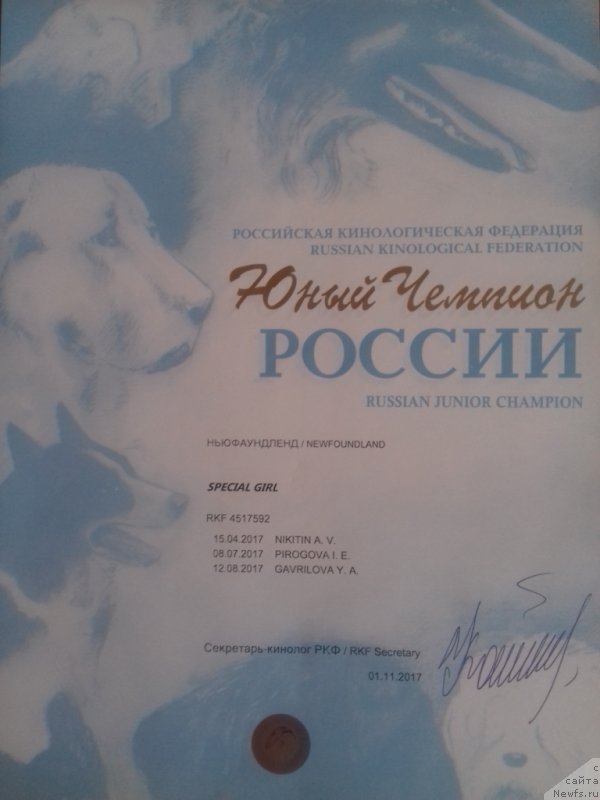 РОССИЙСКАЯ КИНОЛОГИЧЕСКАЯ ФЕДЕРАЦИЯ
RUSSIAN KINOLOGICAL FEDERATION
Юный Чемпион
РОССИИ
RUSSIAN JUNIOR CHAMPION
НЬЮФАУНДЛЕНД / NEWFOUNDLAND
SPECIAL GIRL
RKF 4517592
15.04.2017 NIKITIN A. V.
08.07.2017 PIROGOVA I. E.
12.08.2017 GAVRILOVA Y. A.
Секретарь-кинолог РКФ / RKF Secretary
01.11.2017
с
сайта
Newfs.ru